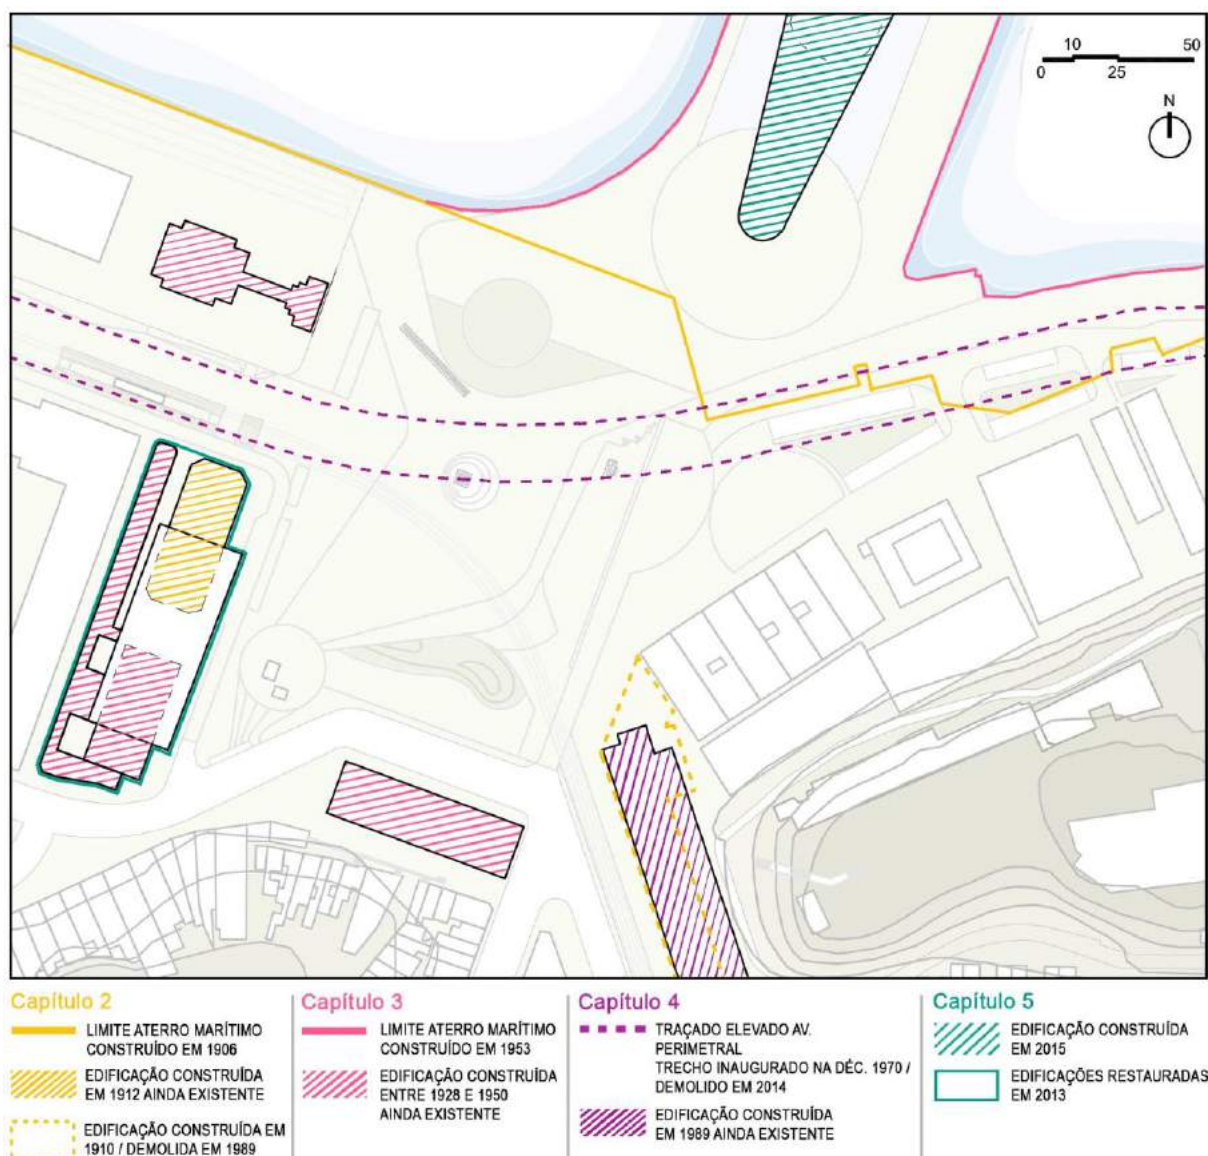 10
50
0
25
N
Capítulo 2
LIMITE ATERRO MARÍTIMO
CONSTRUÍDO EM 1906
EDIFICAÇÃO CONSTRUÍDA
EM 1912 AINDA EXISTENTE
EDIFICAÇÃO CONSTRUÍDA EM
1910 / DEMOLIDA EM 1989
Capítulo 3
LIMITE ATERRO MARÍTIMO
CONSTRUÍDO EM 1953
EDIFICAÇÃO CONSTRUÍDA
ENTRE 1928 E 1950
AINDA EXISTENTE
Capítulo 4
TRAÇADO ELEVADO AV.
PERIMETRAL
TRECHO INAUGURADO NA DÉC. 1970 /
DEMOLIDO EM 2014
EDIFICAÇÃO CONSTRUÍDA
EM 1989 AINDA EXISTENTE
Capítulo 5
EDIFICAÇÃO CONSTRUÍDA
EM 2015
EDIFICAÇÕES RESTAURADAS
EM 2013